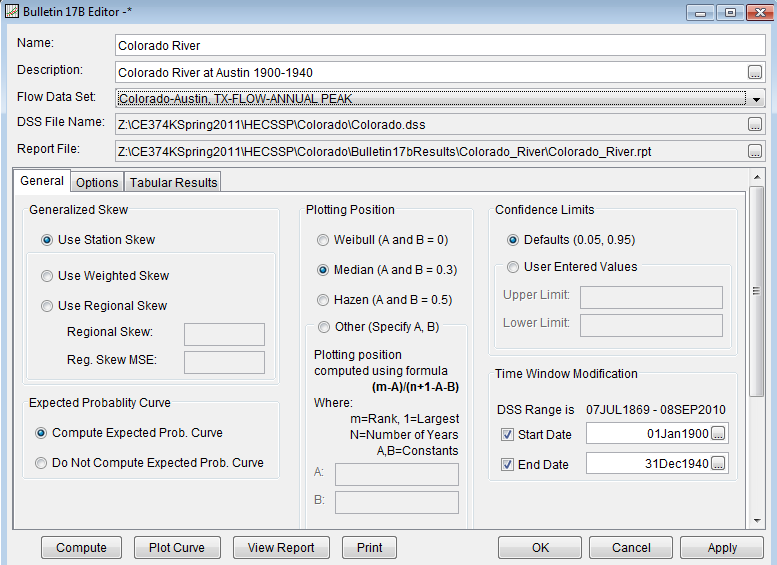 Bulletin 17B Editor -*
Name: Colorado River
Description: Colorado River at Austin 1900-1940 ...
Flow Data Set: Colorado-Austin, TX-FLOW-ANNUAL PEAK
DSS File Name: Z:\CE374KSpring2011\HECSSP\Colorado\Colorado.dss ...
Report File: Z:\CE374KSpring2011\HECSSP\Colorado\Bulletin17bResults\Colorado_River\Colorado_River.rpt ...
General Options Tabular Results
Generalized Skew
Use Station Skew
Use Weighted Skew
Use Regional Skew
Regional Skew:
Reg. Skew MSE:
Expected Probablity Curve
Compute Expected Prob. Curve
Do Not Compute Expected Prob. Curve
Plotting Position
Weibull (A and B = 0)
Median (A and B = 0.3)
Hazen (A and B = 0.5)
Other (Specify A, B)
Plotting position
computed using formula
(m-A)/(n+1-A-B)
Where:
m=Rank, 1=Largest
N=Number of Years
A,B=Constants
A:
B:
Confidence Limits
Defaults (0.05, 0.95)
User Entered Values
Upper Limit:
Lower Limit:
Time Window Modification
DSS Range is 07JUL1869 - 08SEP2010
Start Date 01Jan1900 ...
End Date 31Dec1940 ...
Compute Plot Curve View Report Print OK Cancel Apply